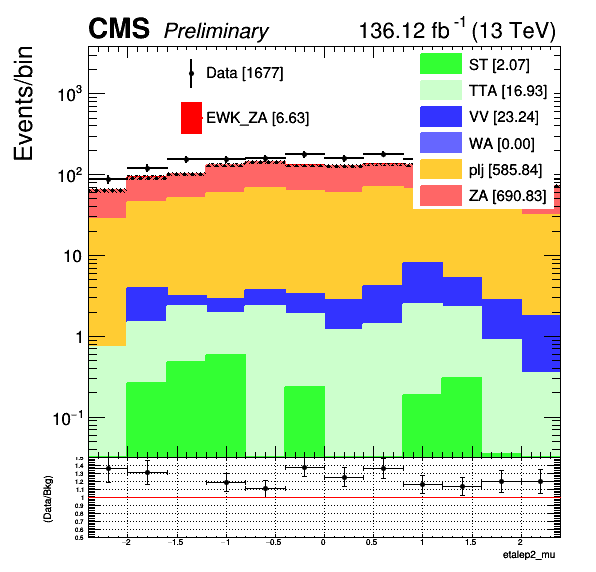 CMS Preliminary 136.12 fb⁻¹ (13 TeV)
Events/bin
Data [1677]
EWK_ZA [6.63]
ST [2.07]
TTA [16.93]
VV [23.24]
WA [0.00]
plj [585.84]
ZA [690.83]
10³
10²
10
1
10⁻¹
(Data/Bkg)
1.5
1.4
1.3
1.2
1.1
1
0.9
0.8
0.7
0.6
0.5
−2 −1.5 −1 −0.5 0 0.5 1 1.5 2
etalep2_mu